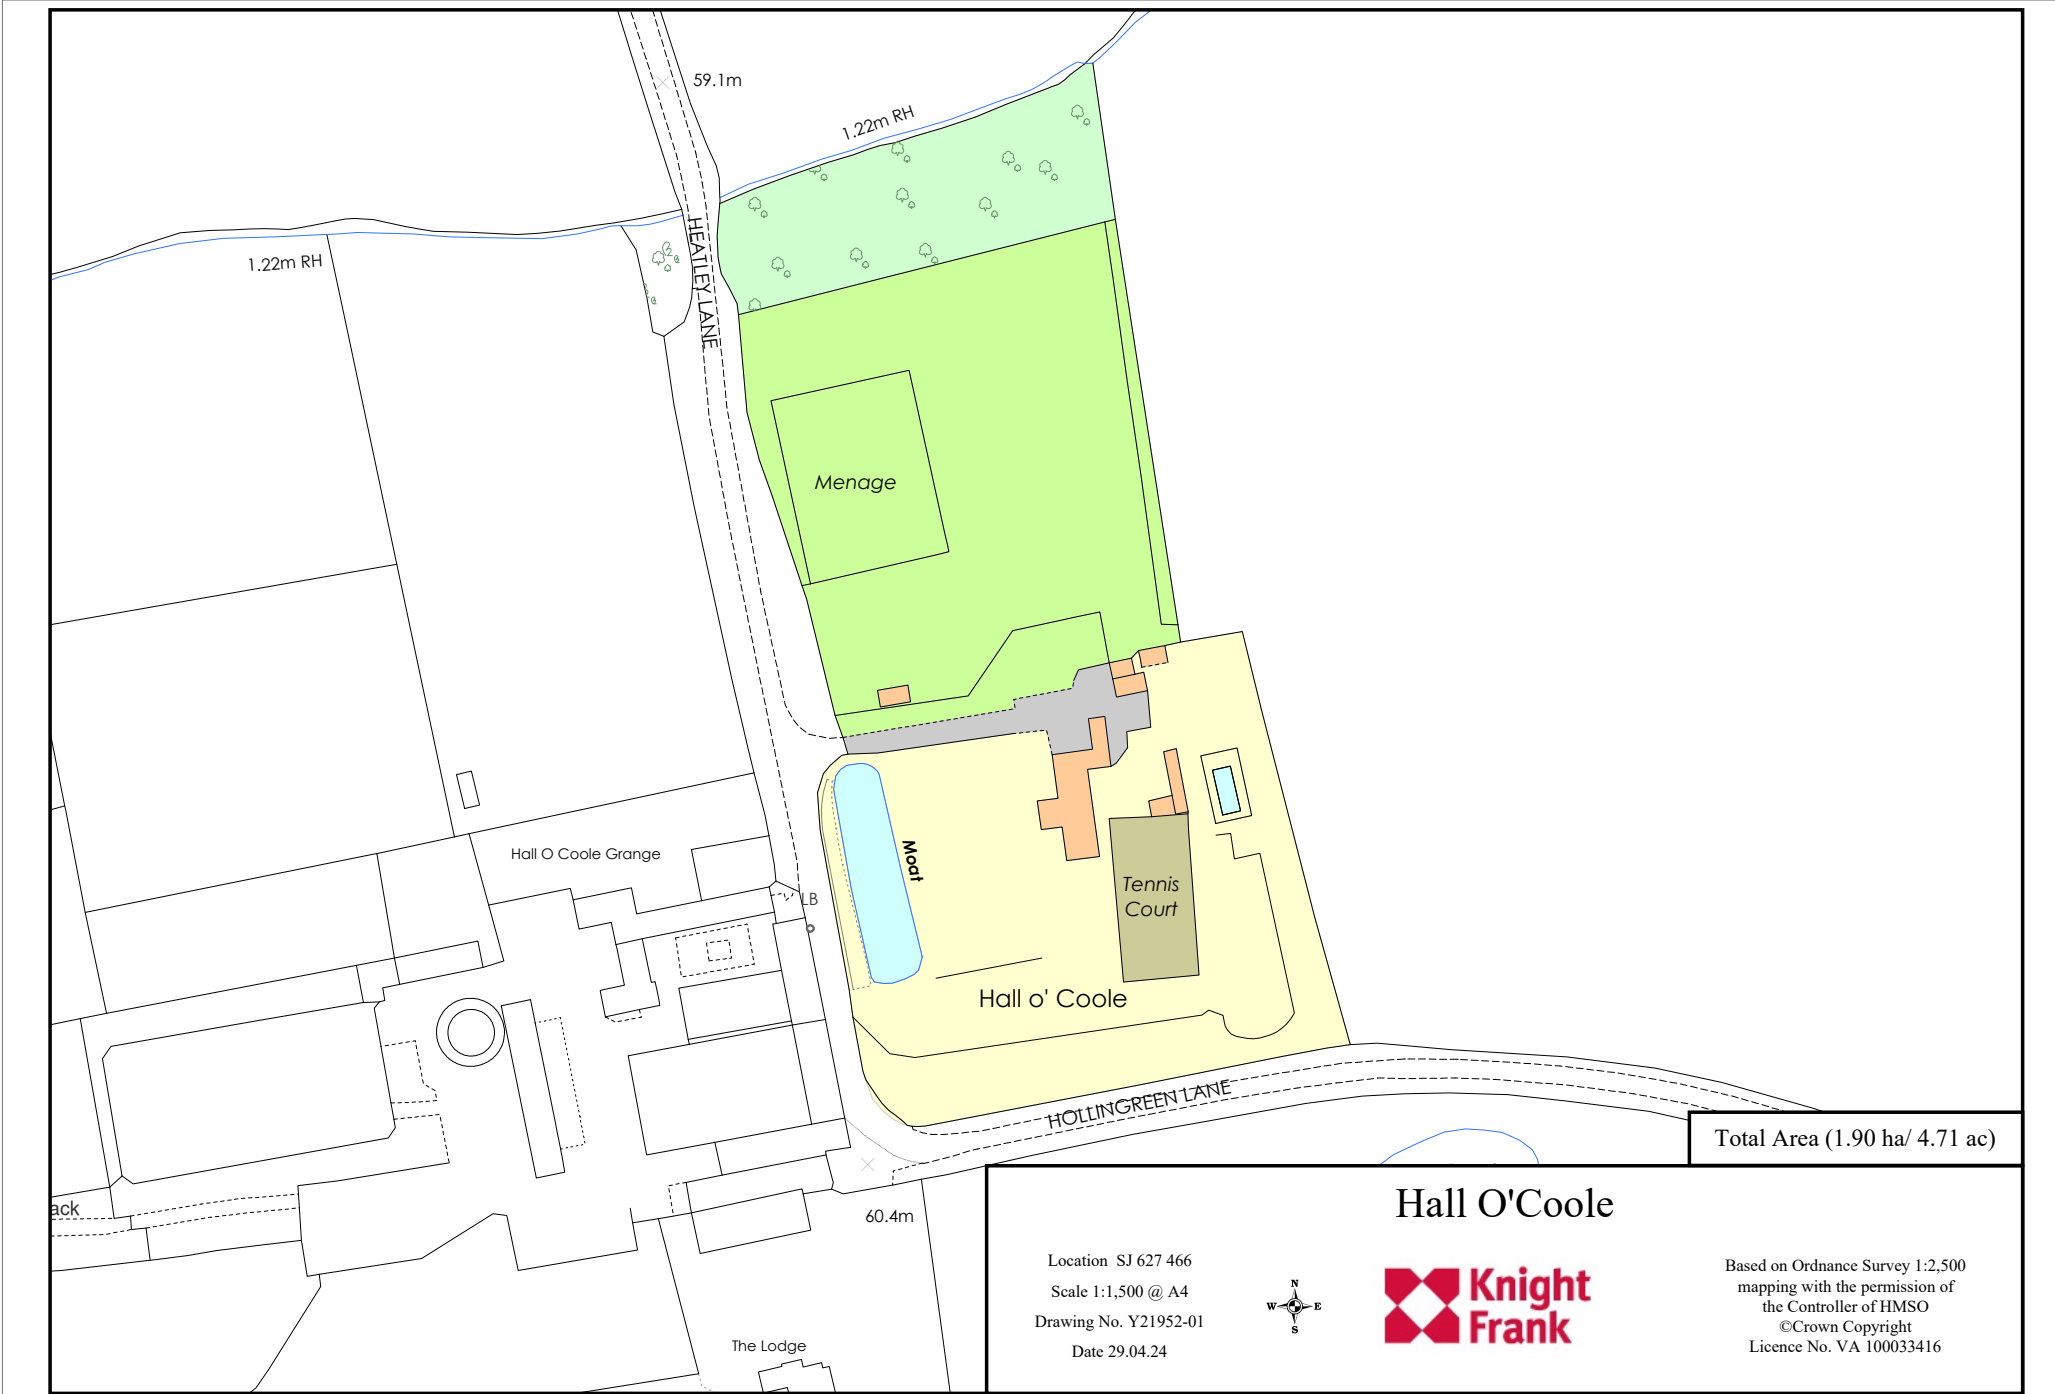 59.1m
1.22m RH
1.22m RH
HEATLEY LANE
Menage
Moat
Hall O Coole Grange
LB
Tennis
Court
Hall o' Coole
HOLLINGREEN LANE
Total Area (1.90 ha/ 4.71 ac)
ack
60.4m
The Lodge
Hall O'Coole
Location SJ 627 466
Scale 1:1,500 @ A4
Drawing No. Y21952-01
Date 29.04.24
N
W E
S
Knight
Frank
Based on Ordnance Survey 1:2,500
mapping with the permission of
the Controller of HMSO
©Crown Copyright
Licence No. VA 100033416